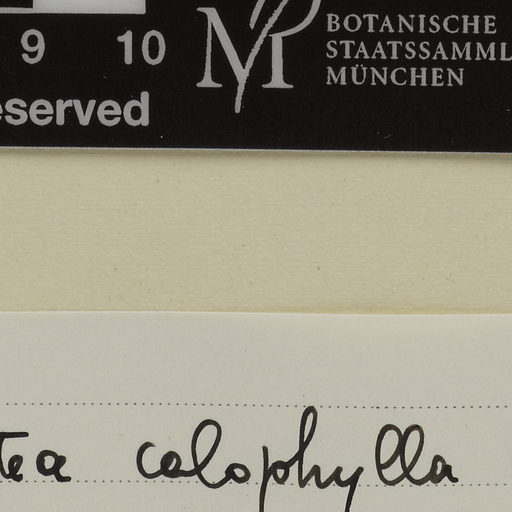 BOTANISCHE
STAATSSAMML
MÜNCHEN
9 10
eserved
tea calophylla